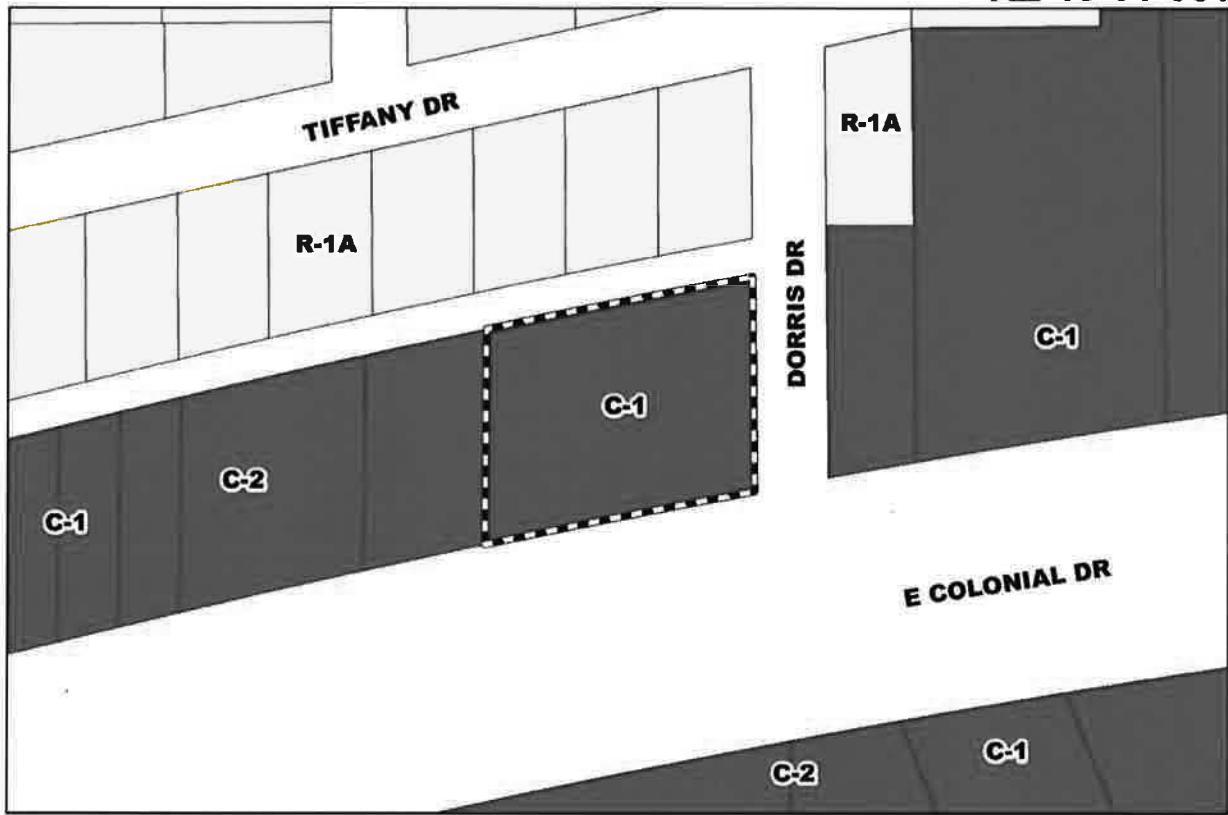 TIFFANY DR
R-1A
R-1A
DORRIS DR
C-1
C-1
C-2
C-1
E COLONIAL DR
C-1
C-2